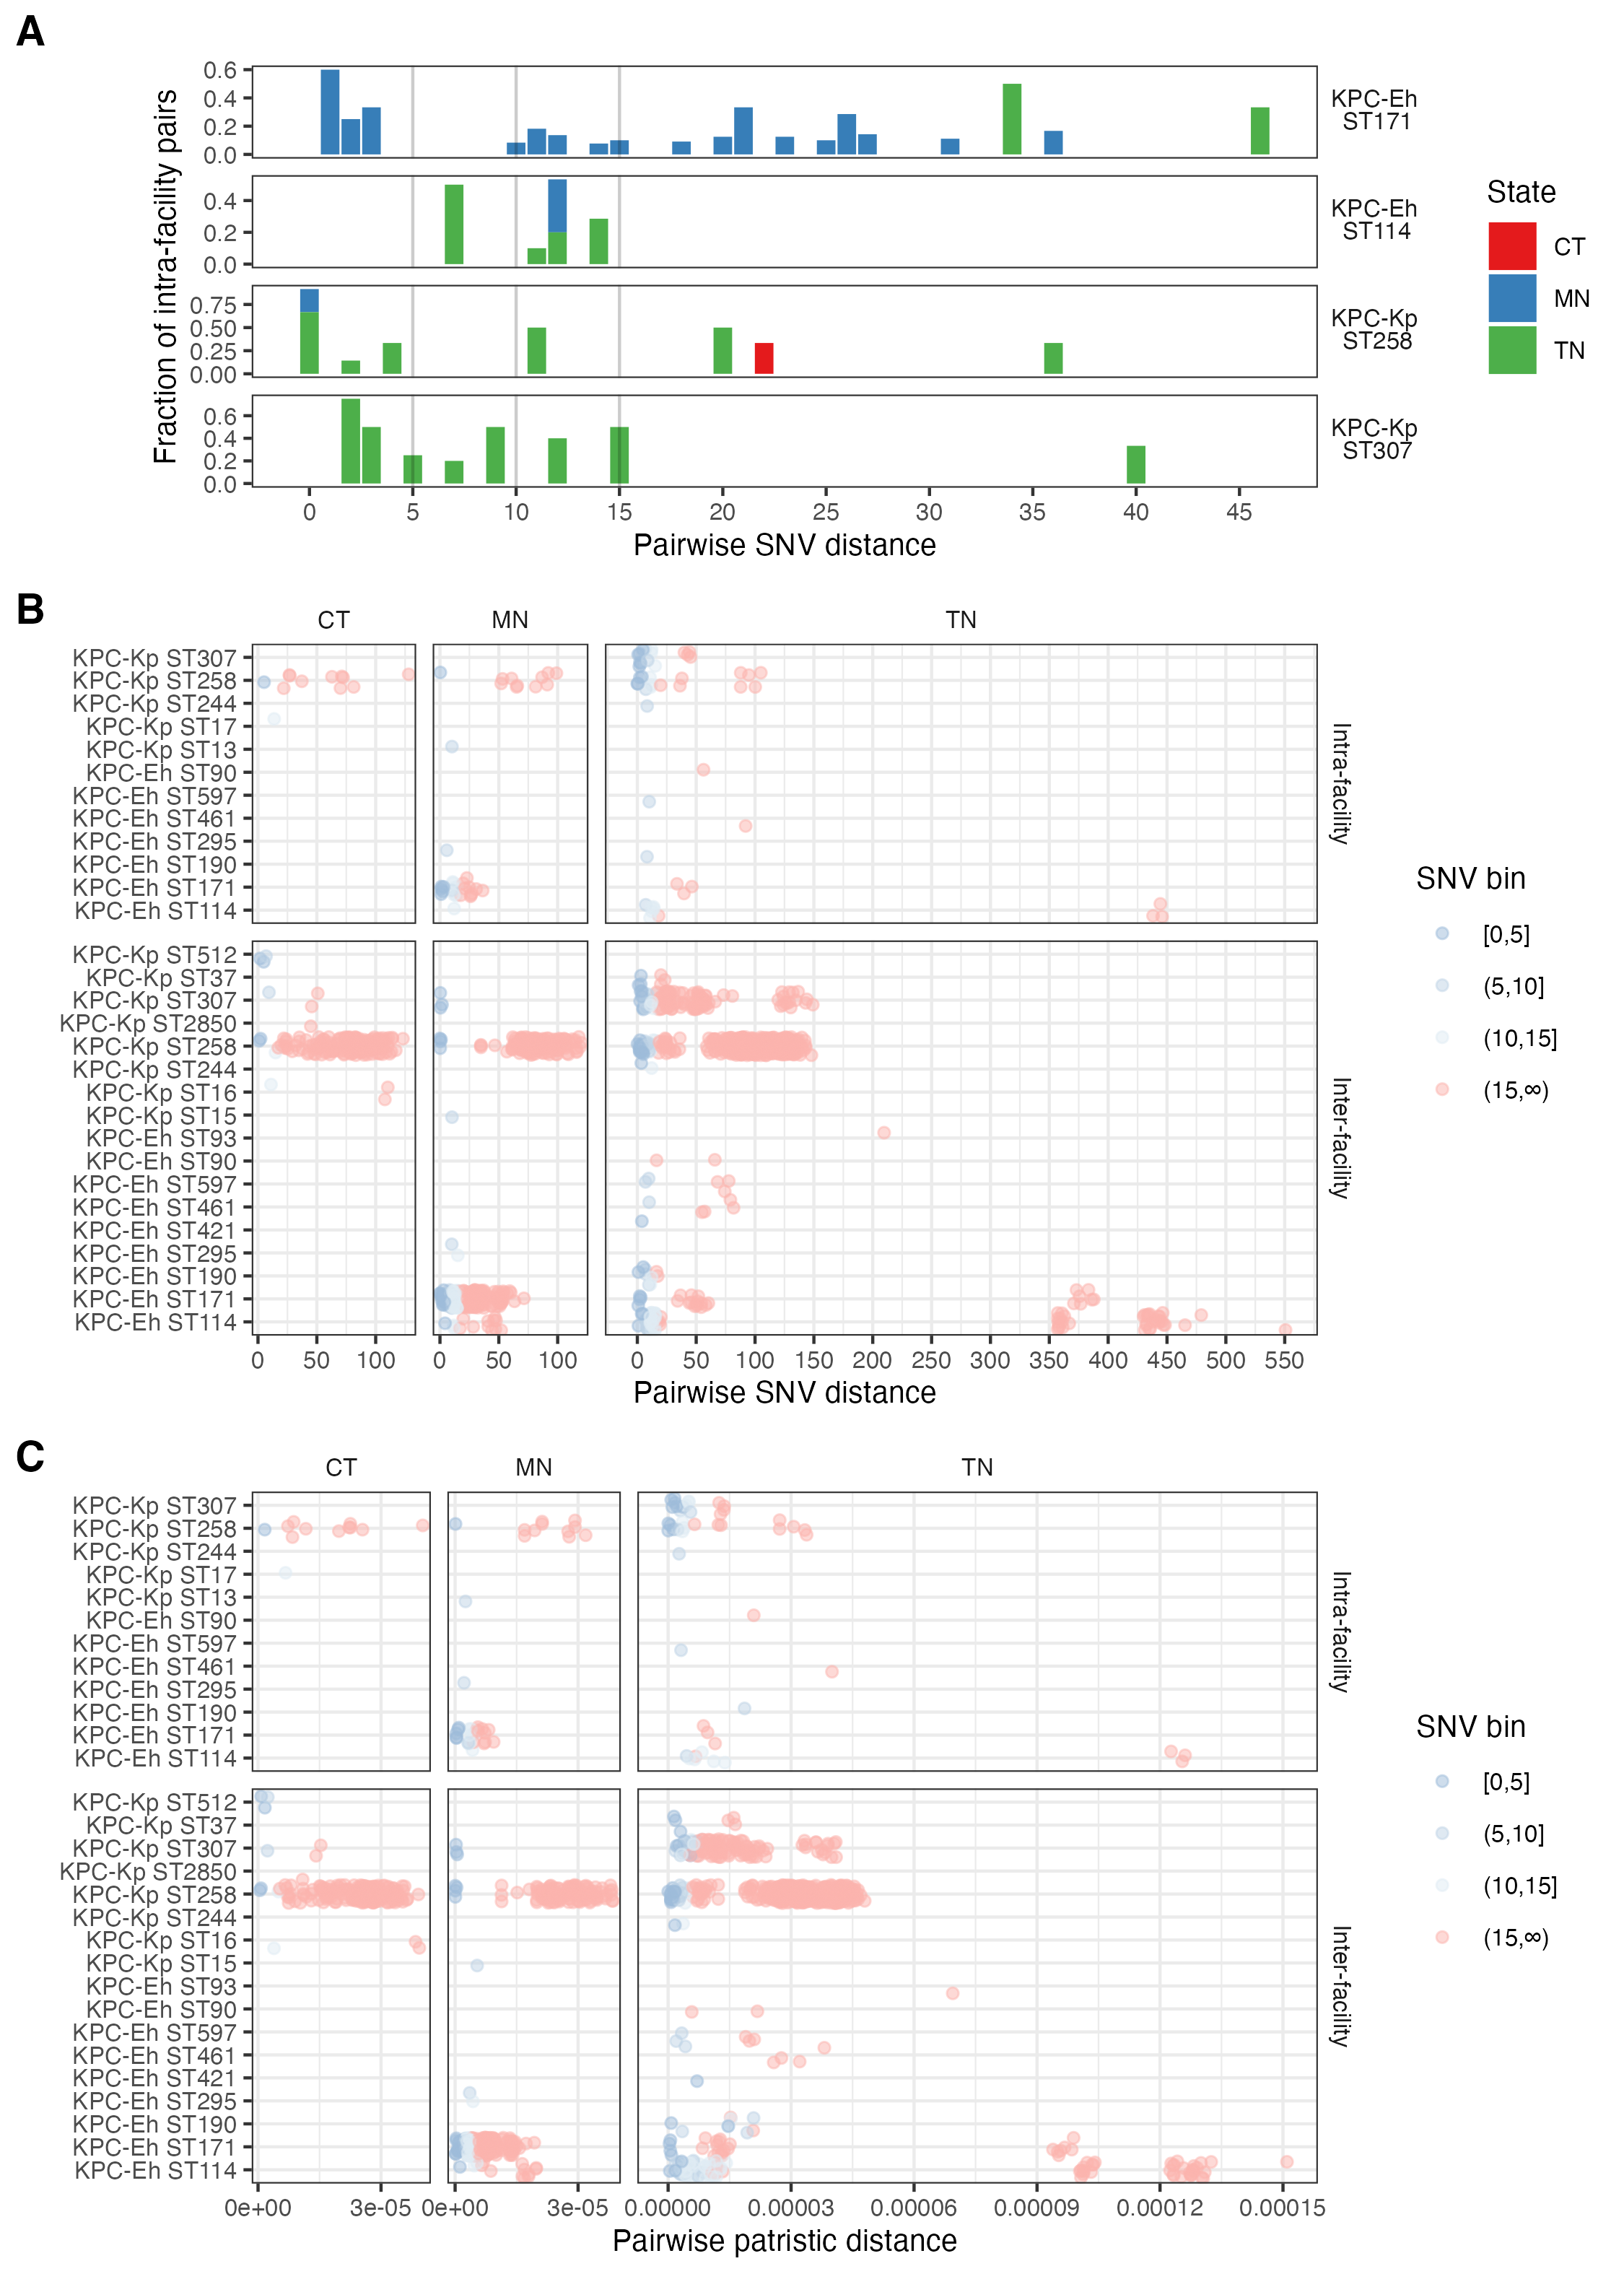 A
Fraction of intra-facility pairs
0.6
0.4
0.2
0.0
KPC-Eh
ST171
0.4
0.2
0.0
KPC-Eh
ST114
0.75
0.50
0.25
0.00
KPC-Kp
ST258
0.6
0.4
0.2
0.0
KPC-Kp
ST307
0 5 10 15 20 25 30 35 40 45
Pairwise SNV distance
State
CT
MN
TN
B
CT MN TN
KPC-Kp ST307
KPC-Kp ST258
KPC-Kp ST244
KPC-Kp ST17
KPC-Kp ST13
KPC-Eh ST90
KPC-Eh ST597
KPC-Eh ST461
KPC-Eh ST295
KPC-Eh ST190
KPC-Eh ST171
KPC-Eh ST114
Intra-facility
KPC-Kp ST512
KPC-Kp ST37
KPC-Kp ST307
KPC-Kp ST2850
KPC-Kp ST258
KPC-Kp ST244
KPC-Kp ST16
KPC-Kp ST15
KPC-Eh ST93
KPC-Eh ST90
KPC-Eh ST597
KPC-Eh ST461
KPC-Eh ST421
KPC-Eh ST295
KPC-Eh ST190
KPC-Eh ST171
KPC-Eh ST114
Inter-facility
0 50 100 0 50 100 0 50 100 150 200 250 300 350 400 450 500 550
Pairwise SNV distance
SNV bin
[0,5]
(5,10]
(10,15]
(15,∞)
C
CT MN TN
KPC-Kp ST307
KPC-Kp ST258
KPC-Kp ST244
KPC-Kp ST17
KPC-Kp ST13
KPC-Eh ST90
KPC-Eh ST597
KPC-Eh ST461
KPC-Eh ST295
KPC-Eh ST190
KPC-Eh ST171
KPC-Eh ST114
Intra-facility
KPC-Kp ST512
KPC-Kp ST37
KPC-Kp ST307
KPC-Kp ST2850
KPC-Kp ST258
KPC-Kp ST244
KPC-Kp ST16
KPC-Kp ST15
KPC-Eh ST93
KPC-Eh ST90
KPC-Eh ST597
KPC-Eh ST461
KPC-Eh ST421
KPC-Eh ST295
KPC-Eh ST190
KPC-Eh ST171
KPC-Eh ST114
Inter-facility
0e+00 3e-05 0e+00 3e-05 0.00000 0.00003 0.00006 0.00009 0.00012 0.00015
Pairwise patristic distance
SNV bin
[0,5]
(5,10]
(10,15]
(15,∞)